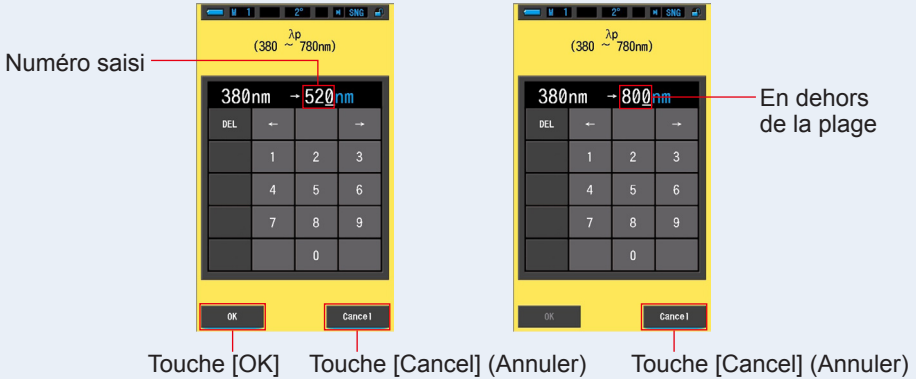 M 1 2° SNG
λp
(380 ~ 780nm)
Numéro saisi
380nm → 520nm
DEL ← →
1 2 3
4 5 6
7 8 9
0
OK Cancel
Touche [OK] Touche [Cancel] (Annuler)
M 1 2° SNG
λp
(380 ~ 780nm)
380nm → 800nm
En dehors
de la plage
DEL ← →
1 2 3
4 5 6
7 8 9
0
OK Cancel
Touche [Cancel] (Annuler)